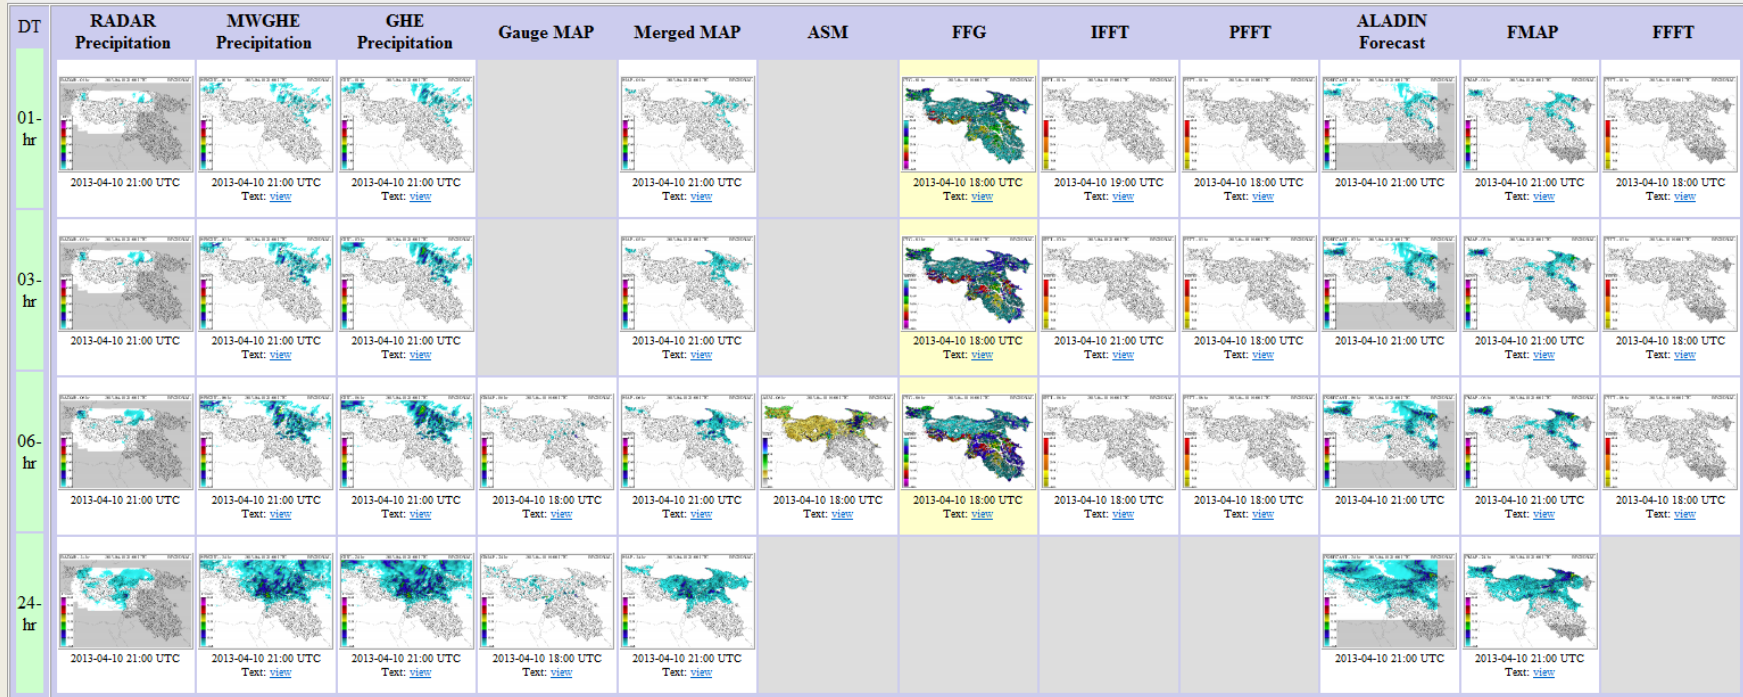 DT
RADAR
Precipitation
MWGHE
Precipitation
GHE
Precipitation
Gauge MAP
Merged MAP
ASM
FFG
IFFT
PFFT
ALADIN
Forecast
FMAP
FFFT
01-
hr
2013-04-10 21:00 UTC
2013-04-10 21:00 UTC
Text: view
2013-04-10 21:00 UTC
Text: view
2013-04-10 21:00 UTC
Text: view
2013-04-10 18:00 UTC
Text: view
2013-04-10 19:00 UTC
Text: view
2013-04-10 18:00 UTC
Text: view
2013-04-10 21:00 UTC
2013-04-10 21:00 UTC
Text: view
2013-04-10 18:00 UTC
Text: view
03-
hr
2013-04-10 21:00 UTC
2013-04-10 21:00 UTC
Text: view
2013-04-10 21:00 UTC
Text: view
2013-04-10 21:00 UTC
Text: view
2013-04-10 18:00 UTC
Text: view
2013-04-10 21:00 UTC
Text: view
2013-04-10 18:00 UTC
Text: view
2013-04-10 21:00 UTC
2013-04-10 21:00 UTC
Text: view
2013-04-10 18:00 UTC
Text: view
06-
hr
2013-04-10 21:00 UTC
2013-04-10 21:00 UTC
Text: view
2013-04-10 21:00 UTC
Text: view
2013-04-10 18:00 UTC
Text: view
2013-04-10 21:00 UTC
Text: view
2013-04-10 18:00 UTC
Text: view
2013-04-10 18:00 UTC
Text: view
2013-04-10 18:00 UTC
Text: view
2013-04-10 18:00 UTC
Text: view
2013-04-10 21:00 UTC
2013-04-10 21:00 UTC
Text: view
2013-04-10 18:00 UTC
Text: view
24-
hr
2013-04-10 21:00 UTC
2013-04-10 21:00 UTC
Text: view
2013-04-10 21:00 UTC
Text: view
2013-04-10 18:00 UTC
Text: view
2013-04-10 21:00 UTC
Text: view
2013-04-10 21:00 UTC
2013-04-10 21:00 UTC
Text: view